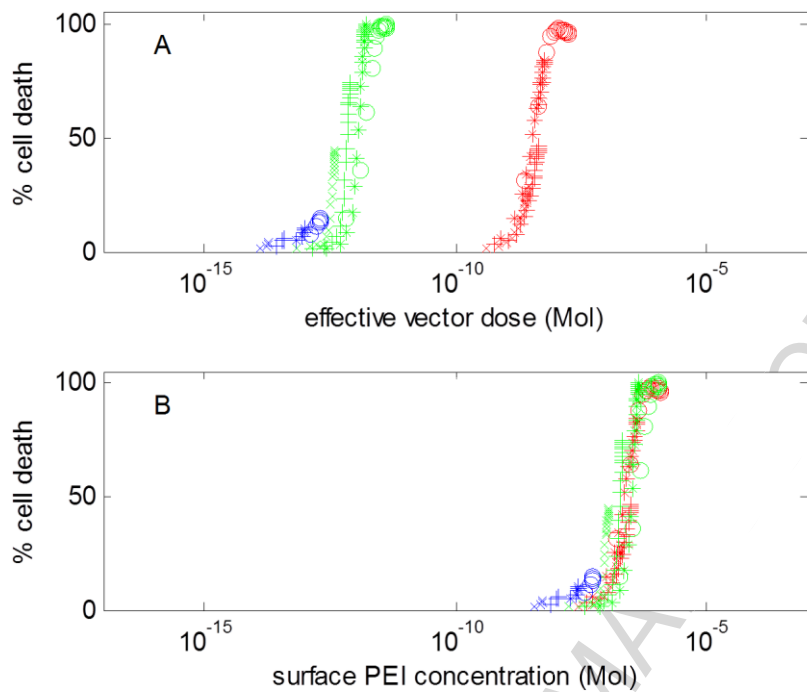 100
A
% cell death
50
0
10^-15
10^-10
10^-5
effective vector dose (Mol)
100
B
% cell death
50
0
10^-15
10^-10
10^-5
surface PEI concentration (Mol)